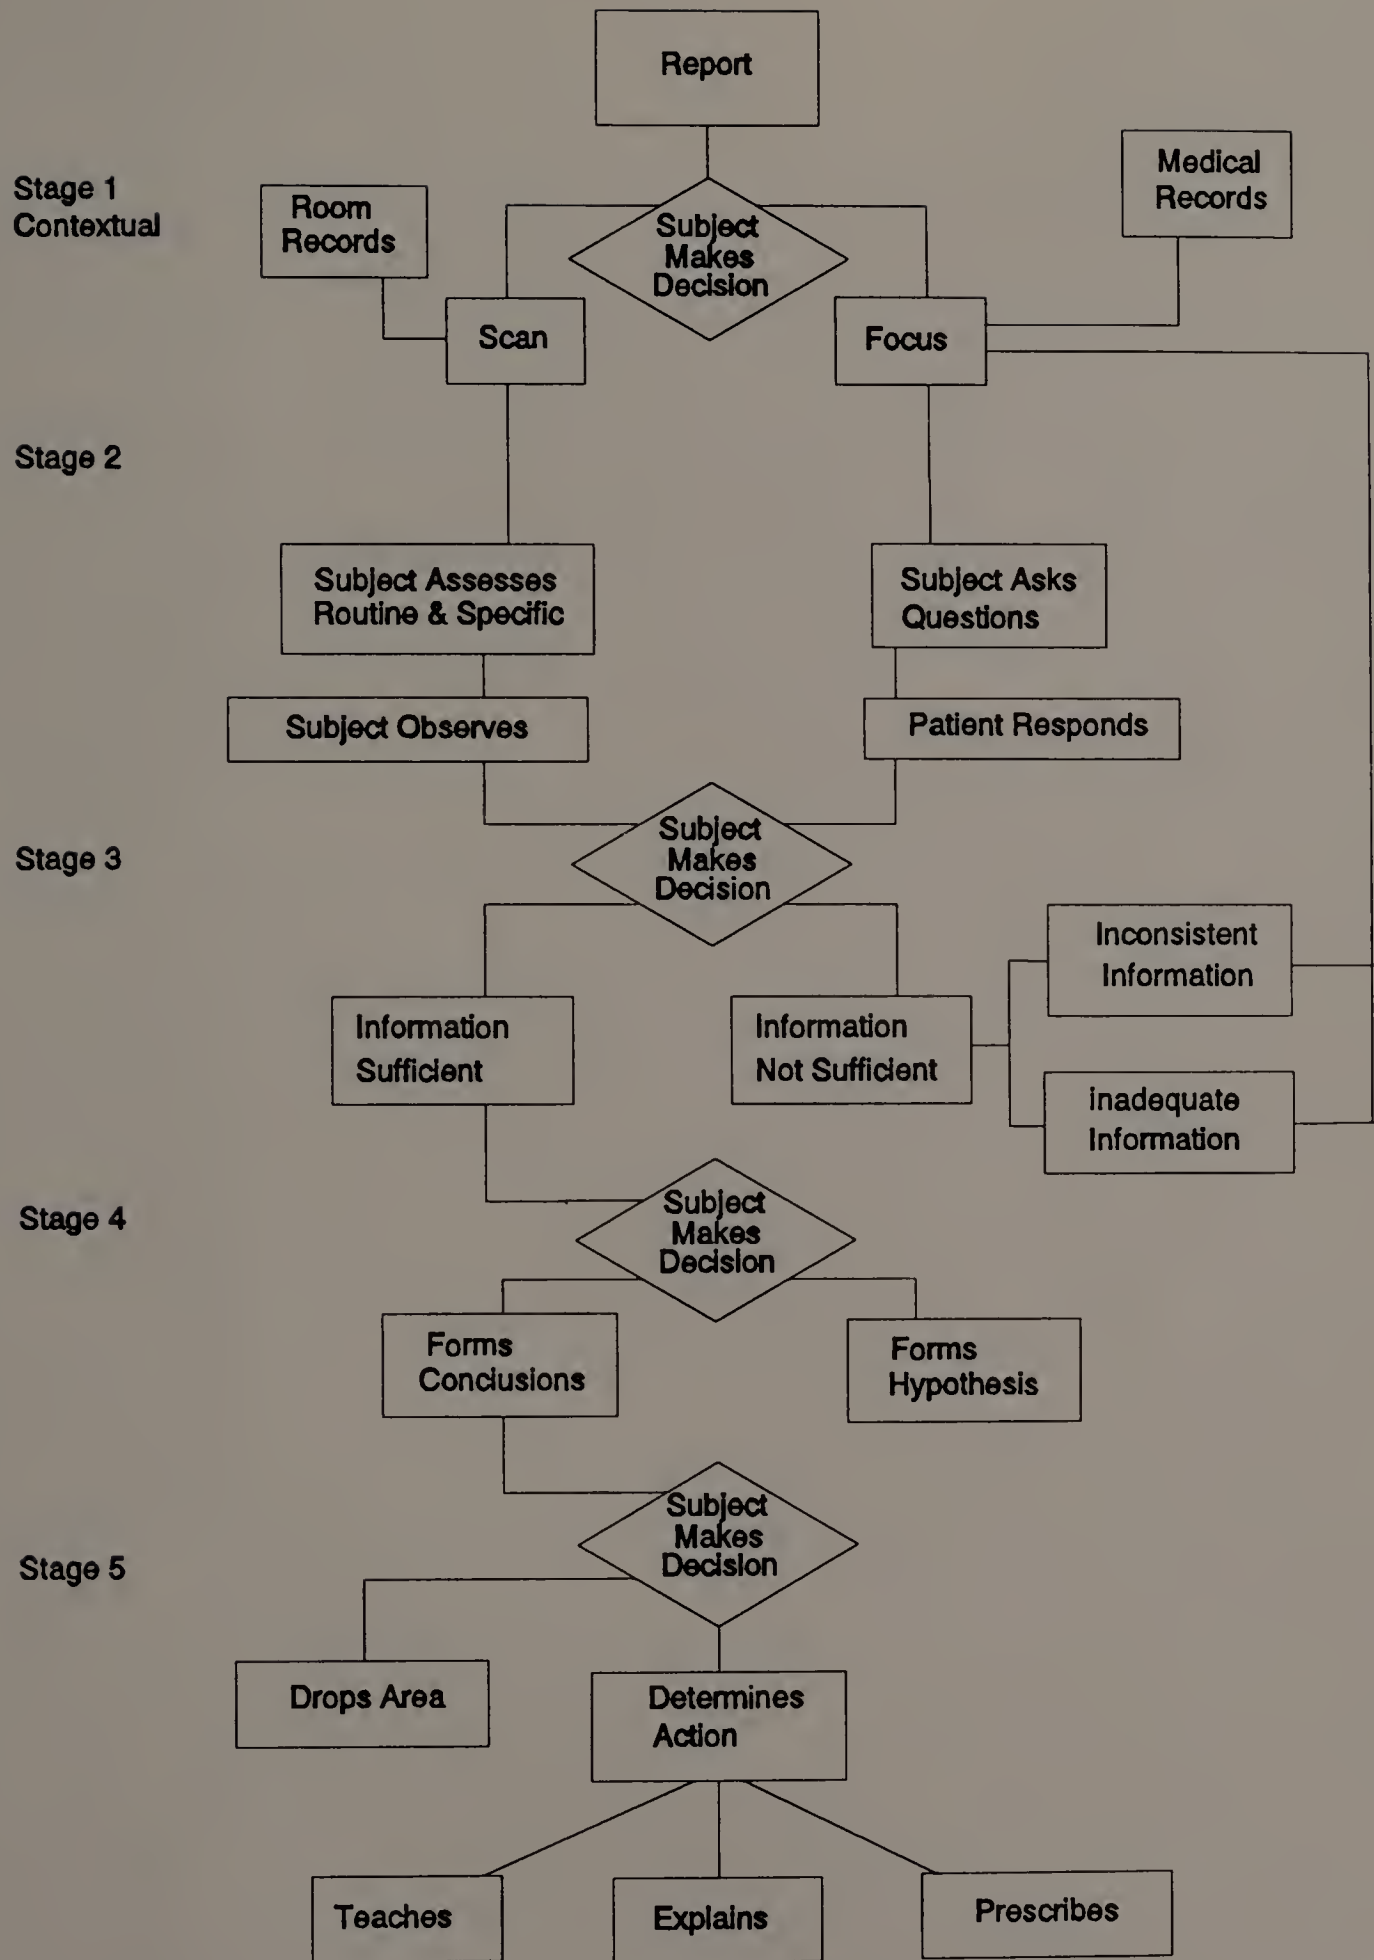 Report
Stage 1
Contextual
Room
Records
Subject
Makes
Decision
Medical
Records
Scan
Focus
Stage 2
Subject Assesses
Routine & Specific
Subject Asks
Questions
Subject Observes
Patient Responds
Stage 3
Subject
Makes
Decision
Information
Sufficient
Information
Not Sufficient
Inconsistent
Information
inadequate
Information
Stage 4
Subject
Makes
Decision
Forms
Conclusions
Forms
Hypothesis
Stage 5
Subject
Makes
Decision
Drops Area
Determines
Action
Teaches
Explains
Prescribes